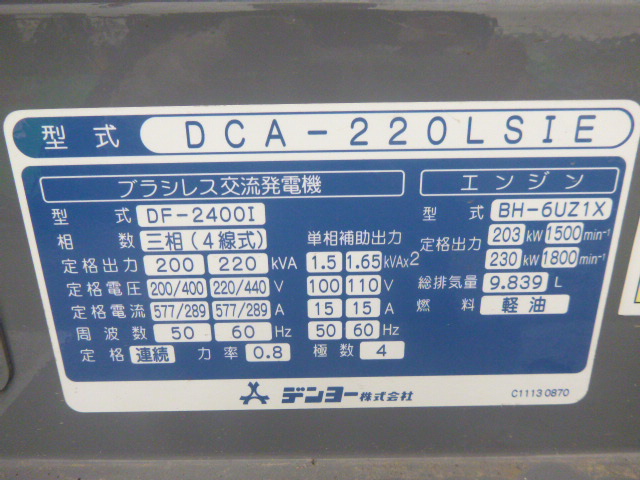 型式 DCA-220LSIE
ブラシレス交流発電機
型式 DF-2400I
相数 三相(4線式) 単相補助出力
定格出力 200 220 kVA 1.5 1.65 kVA×2
定格電圧 200/400 220/440 V 100 110 V
定格電流 577/289 577/289 A 15 15 A
周波数 50 60 Hz 50 60 Hz
定格 連続 力率 0.8 極数 4
エンジン
型式 BH-6UZ1X
定格出力 203 kW 1500 min⁻¹
230 kW 1800 min⁻¹
総排気量 9.839 L
燃料 軽油
デンヨー株式会社
C11130870